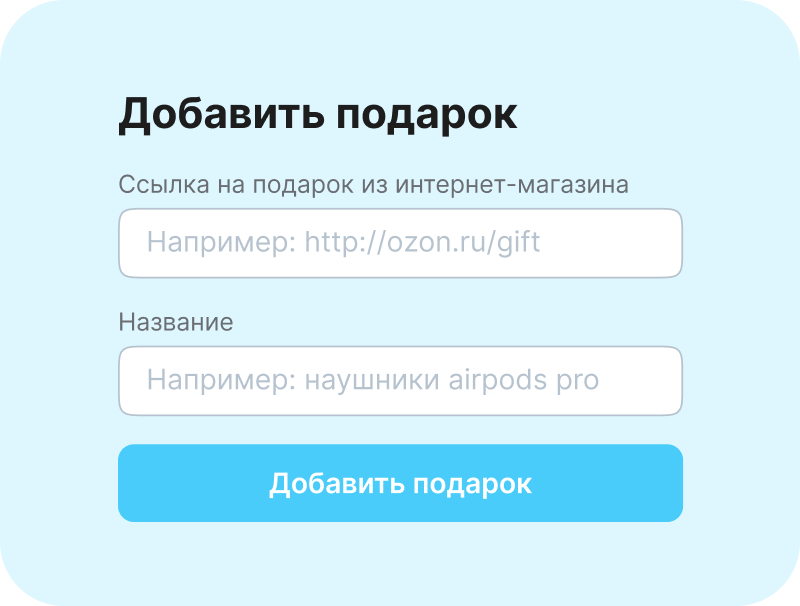 Добавить подарок
Ссылка на подарок из интернет-магазина
Например: http://ozon.ru/gift
Название
Например: наушники airpods pro
Добавить подарок